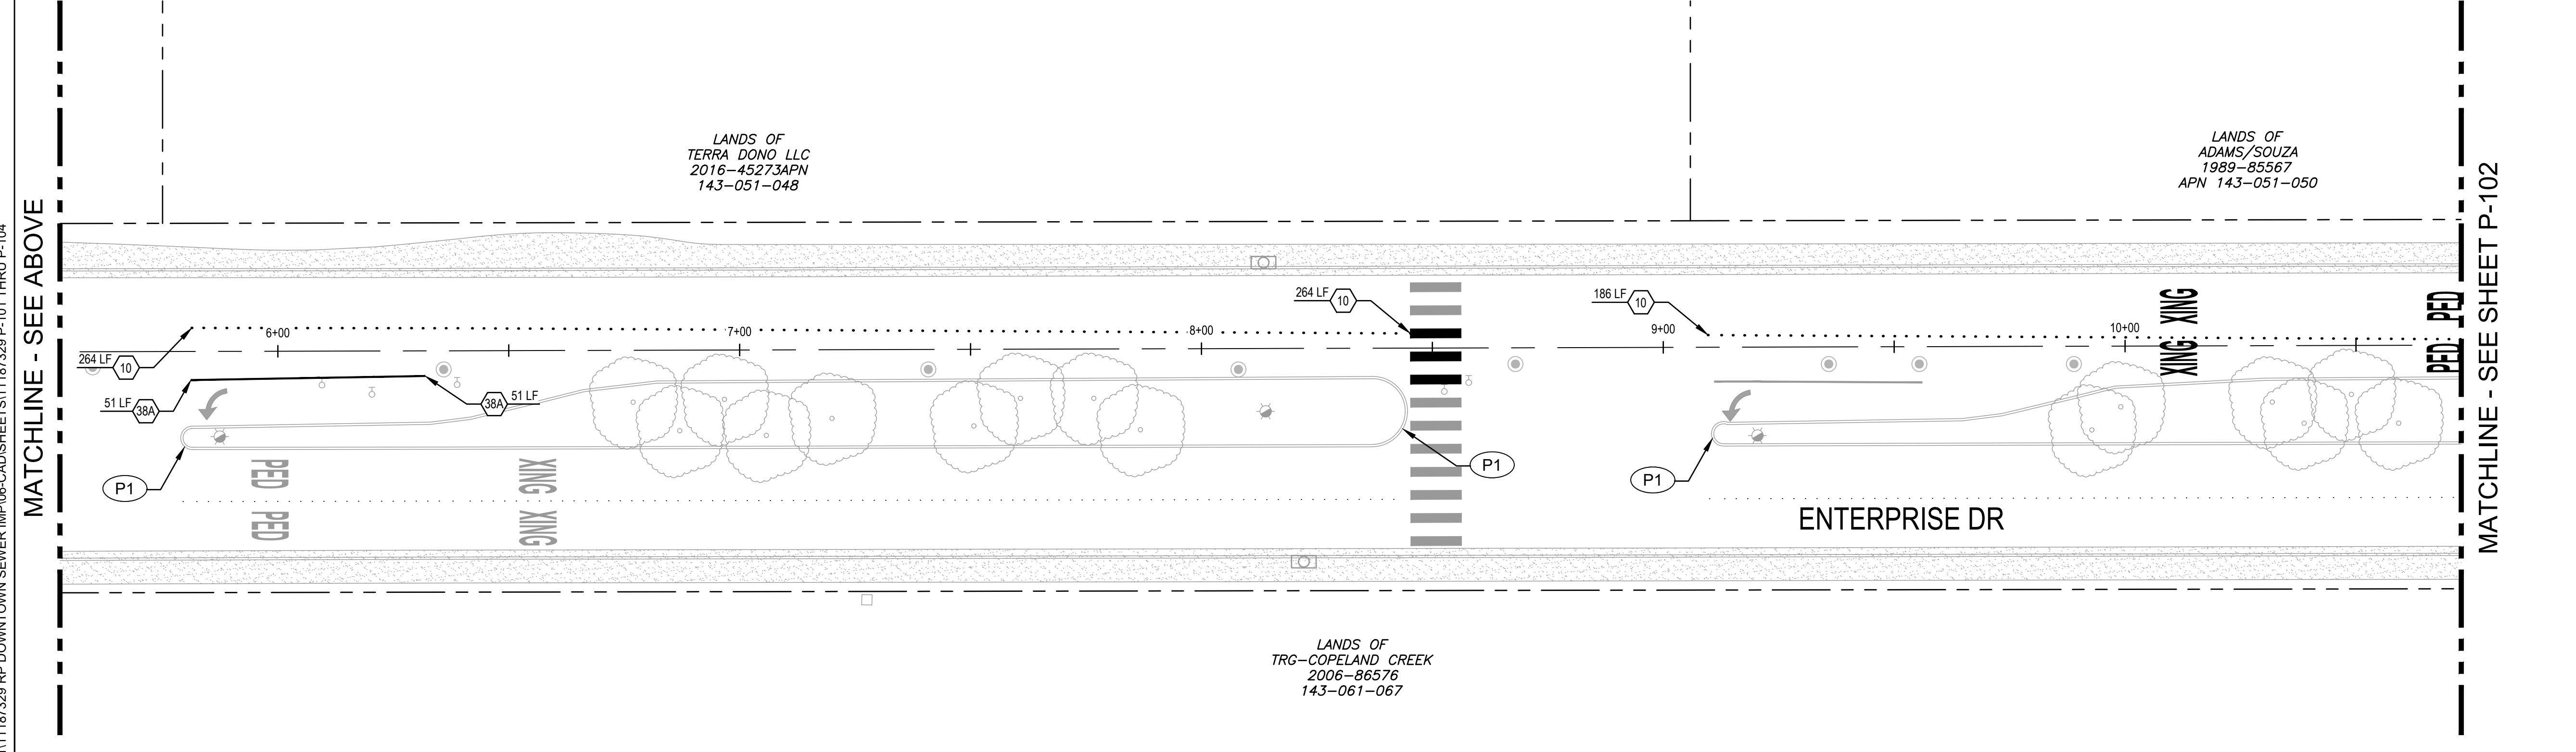 LANDS OF
TERRA DONO LLC
2016-45273APN
143-051-048
LANDS OF
ADAMS/SOUZA
1989-85567
APN 143-051-050
MATCHLINE - SEE ABOVE
MATCHLINE - SEE SHEET P-102
264 LF 10
186 LF 10
XING XING
PED PED
6+00
7+00
8+00
9+00
10+00
264 LF 10
51 LF 38A
38A 51 LF
P1
P1
P1
PED PED
XING XING
ENTERPRISE DR
LANDS OF
TRG-COPELAND CREEK
2006-86576
143-061-067